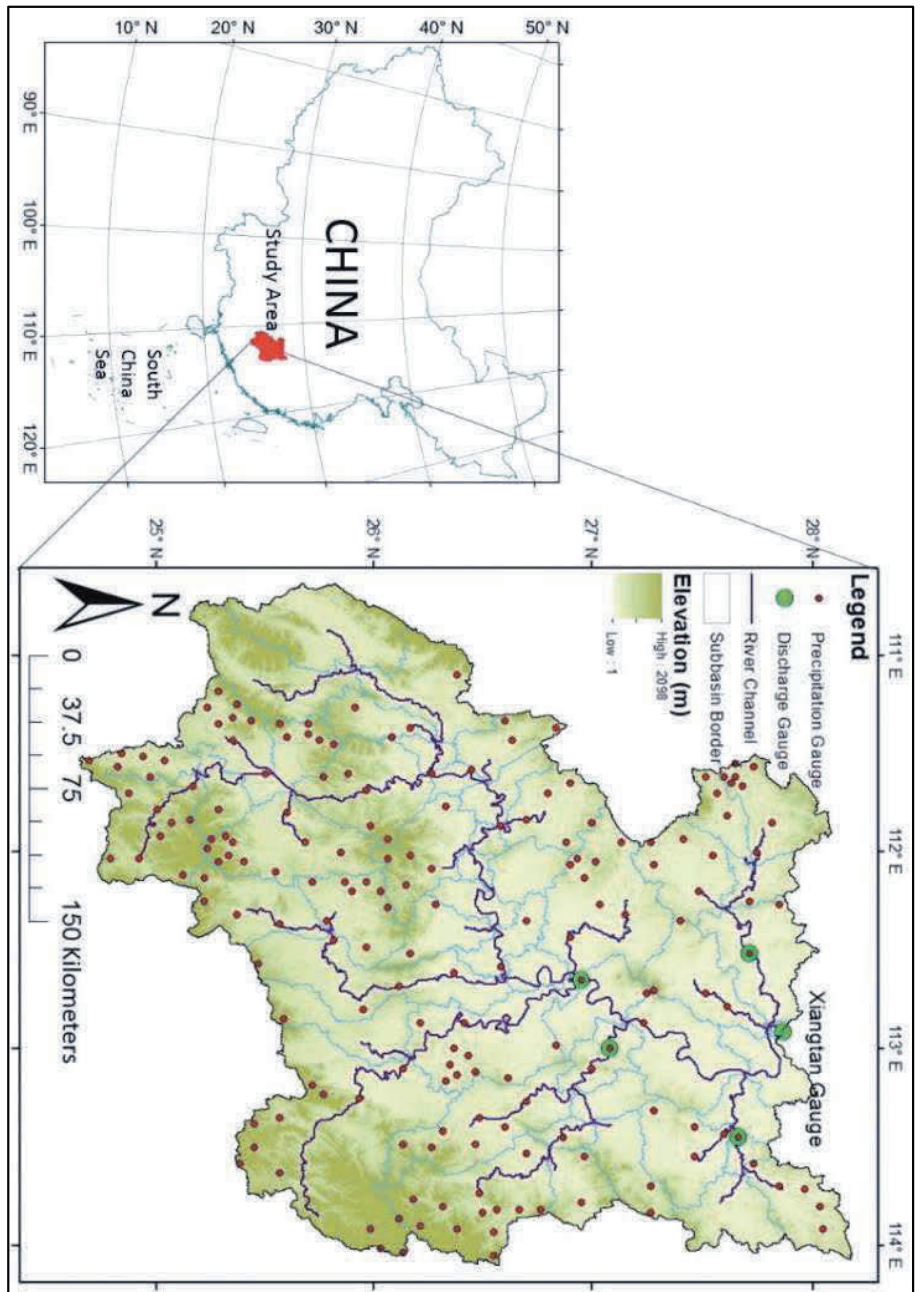 10° N
20° N
30° N
40° N
50° N
90° E
100° E
110° E
120° E
CHINA
Study Area
South
China
Sea
25° N
26° N
27° N
28° N
111° E
112° E
113° E
114° E
Legend
Precipitation Gauge
Discharge Gauge
River Channel
Subbasin Border
Elevation (m)
High : 2098
Low : 1
Xiangtan Gauge
N
0 37.5 75 150 Kilometers